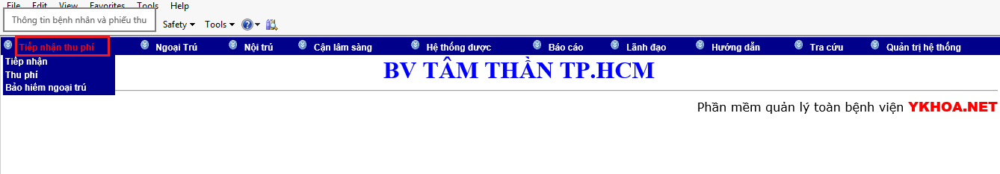 File Edit View Favorites Tools Help
Thông tin bệnh nhân và phiếu thu
Safety Tools
Tiếp nhận thu phí Ngoại Trú Nội trú Cận lâm sàng Hệ thống dược Báo cáo Lãnh đạo Hướng dẫn Tra cứu Quản trị hệ thống
Tiếp nhận
Thu phí
Bảo hiểm ngoại trú
BV TÂM THẦN TP.HCM
Phần mềm quản lý toàn bệnh viện YKHOA.NET